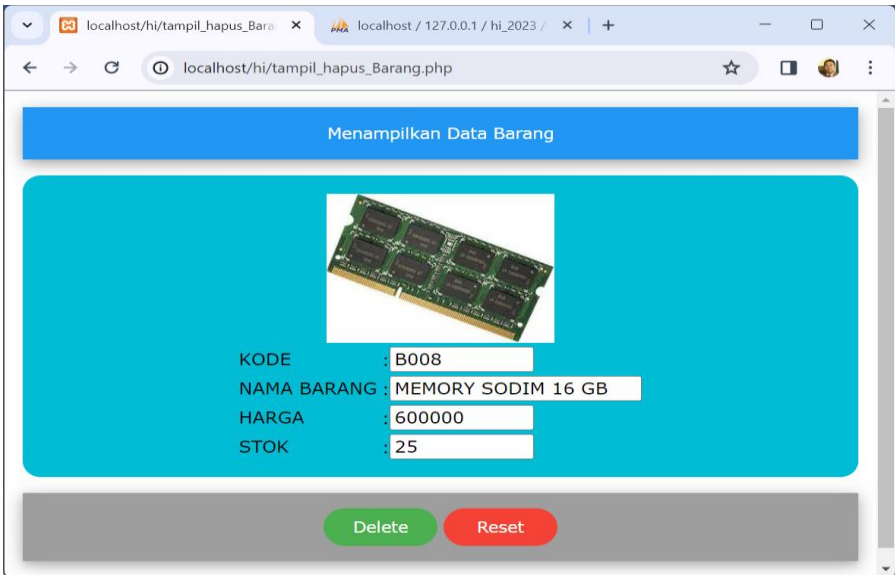 localhost/hi/tampil_hapus_Bara
localhost / 127.0.0.1 / hi_2023 /
localhost/hi/tampil_hapus_Barang.php
Menampilkan Data Barang
KODE : B008
NAMA BARANG : MEMORY SODIM 16 GB
HARGA : 600000
STOK : 25
Delete Reset